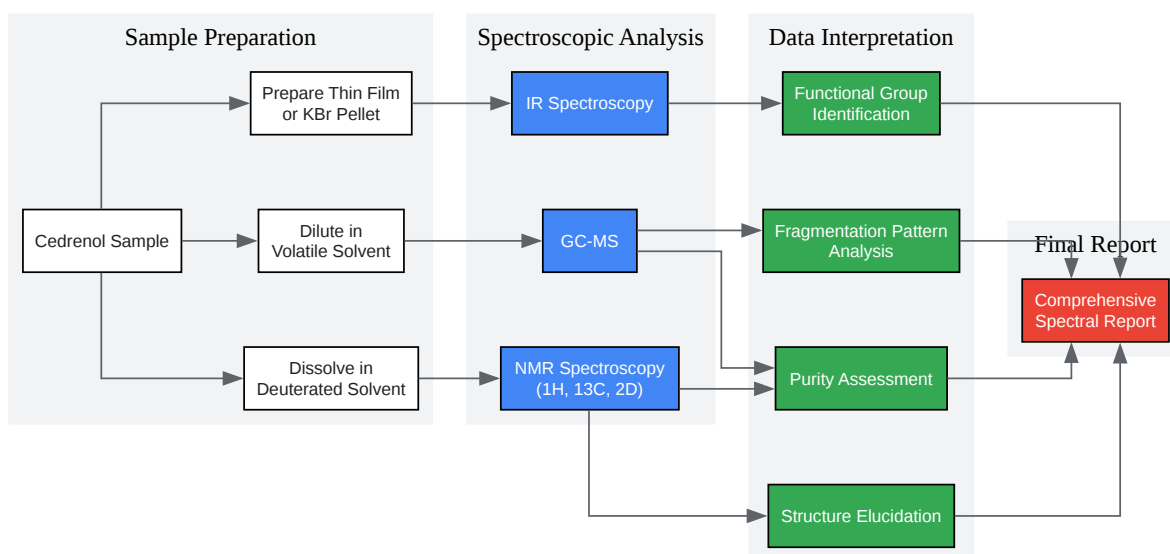 Sample Preparation
Spectroscopic Analysis
Data Interpretation
Prepare Thin Film
or KBr Pellet
IR Spectroscopy
Functional Group
Identification
Cedrenol Sample
Dilute in
Volatile Solvent
GC-MS
Fragmentation Pattern
Analysis
Final Report
Comprehensive
Spectral Report
Dissolve in
Deuterated Solvent
NMR Spectroscopy
(1H, 13C, 2D)
Purity Assessment
Structure Elucidation